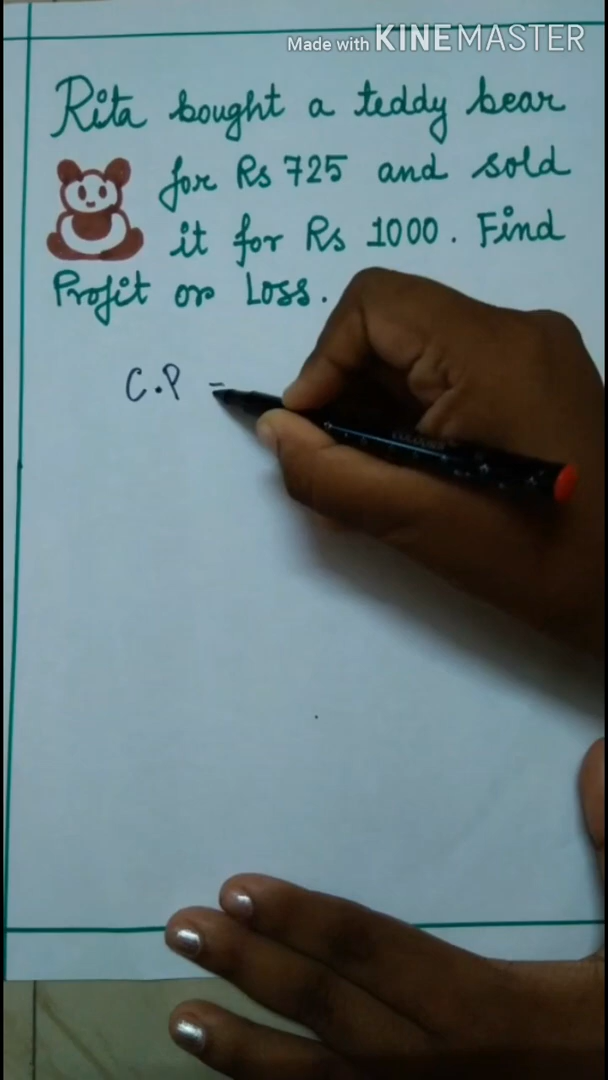 Made with KINEMASTER
Rita bought a teddy bear
for Rs 725 and sold
it for Rs 1000. Find
Profit or Loss.
C.P =